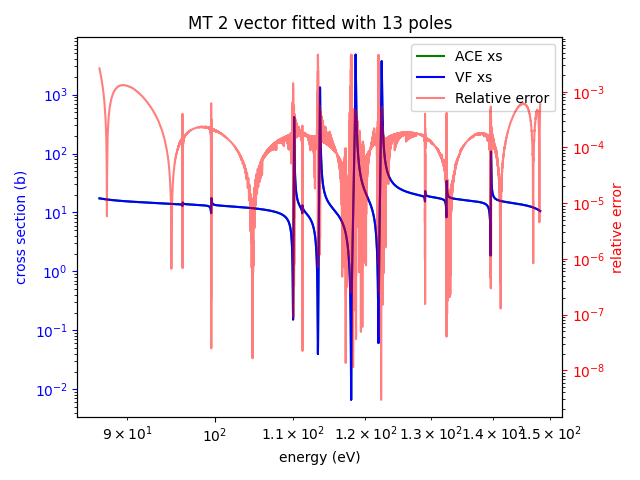 MT 2 vector fitted with 13 poles
ACE xs
VF xs
Relative error
cross section (b)
10³
10²
10¹
10⁰
10⁻¹
10⁻²
relative error
10⁻³
10⁻⁴
10⁻⁵
10⁻⁶
10⁻⁷
10⁻⁸
9×10¹ 10² 1.1×10² 1.2×10² 1.3×10² 1.4×10² 1.5×10²
energy (eV)